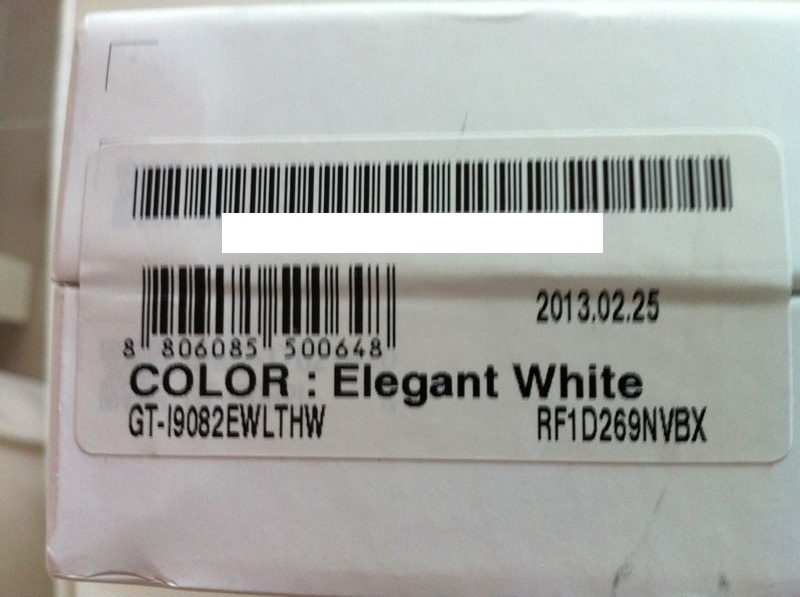 2013.02.25
8 806085 500648
COLOR : Elegant White
GT-I9082EWLTHW
RF1D269NVBX